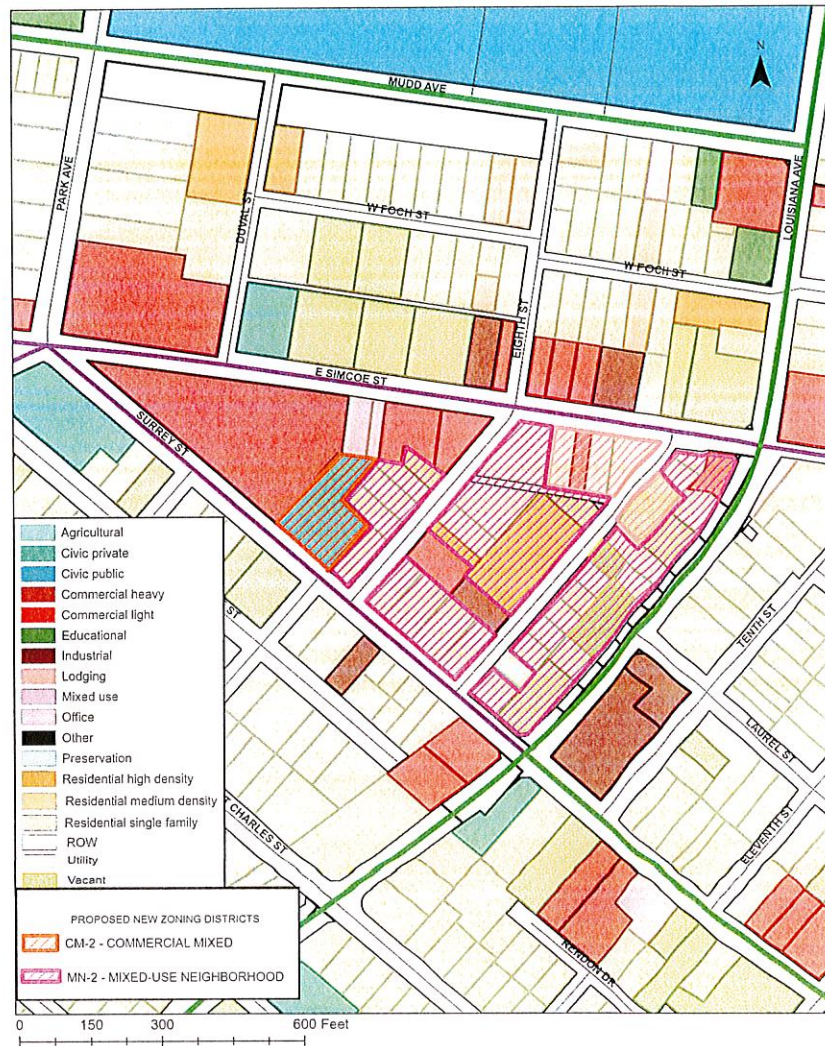 N
MUDD AVE
PARK AVE
DUVAL ST
W FOCH ST
LOUISIANA AVE
W FOCH ST
EIGHTH ST
E SIMCOE ST
SURREY ST
Agricultural
Civic private
Civic public
Commercial heavy
Commercial light
Educational
Industrial
Lodging
Mixed use
Office
Other
Preservation
Residential high density
Residential medium density
Residential single family
ROW
Utility
Vacant
ST
TENTH ST
LAUREL ST
ELEVENTH ST
CHARLES ST
RENDON DR
PROPOSED NEW ZONING DISTRICTS
CM-2 - COMMERCIAL MIXED
MN-2 - MIXED-USE NEIGHBORHOOD
0 150 300 600 Feet